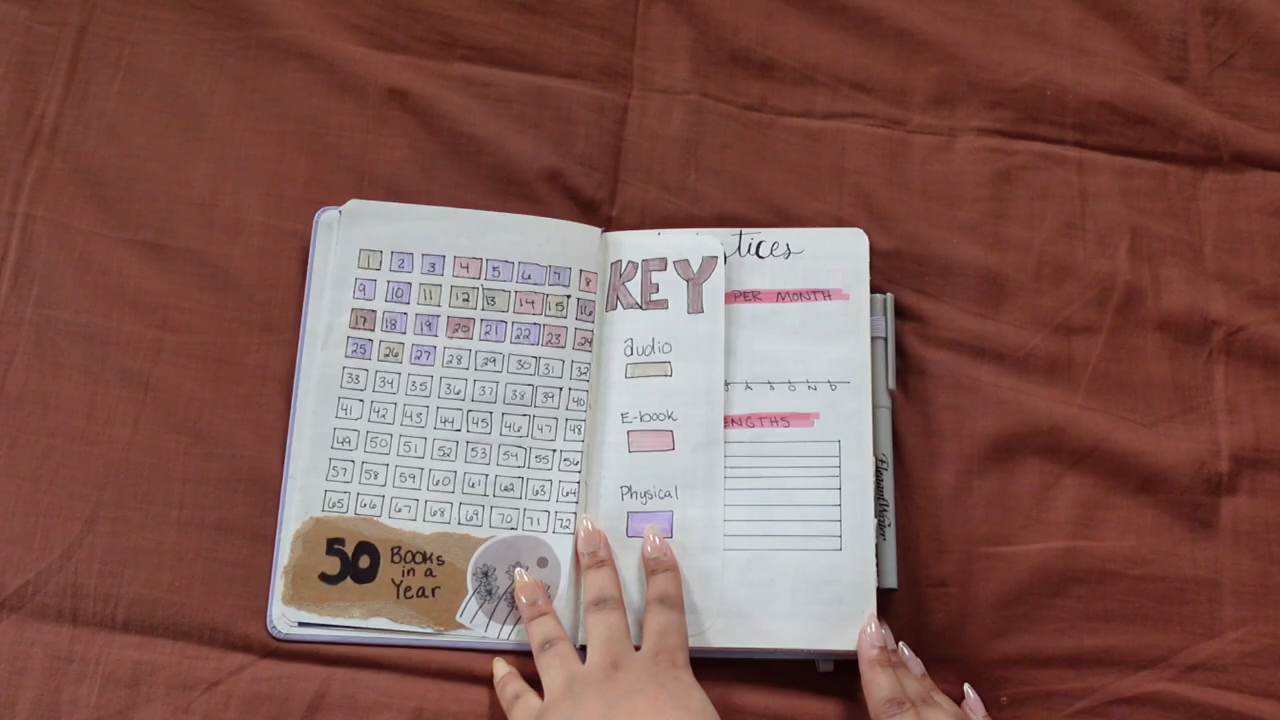 1 2 3 4 5 6 7 8
9 10 11 12 13 14 15 16
17 18 19 20 21 22 23 24
25 26 27 28 29 30 31 32
33 34 35 36 37 38 39 40
41 42 43 44 45 46 47 48
49 50 51 52 53 54 55 56
57 58 59 60 61 62 63 64
65 66 67 68 69 70 71 72
50 Books
in a
Year
KEY
audio
E-book
Physical
tices
PER MONTH
A S O N D
ENGTHS
Elegant Writer